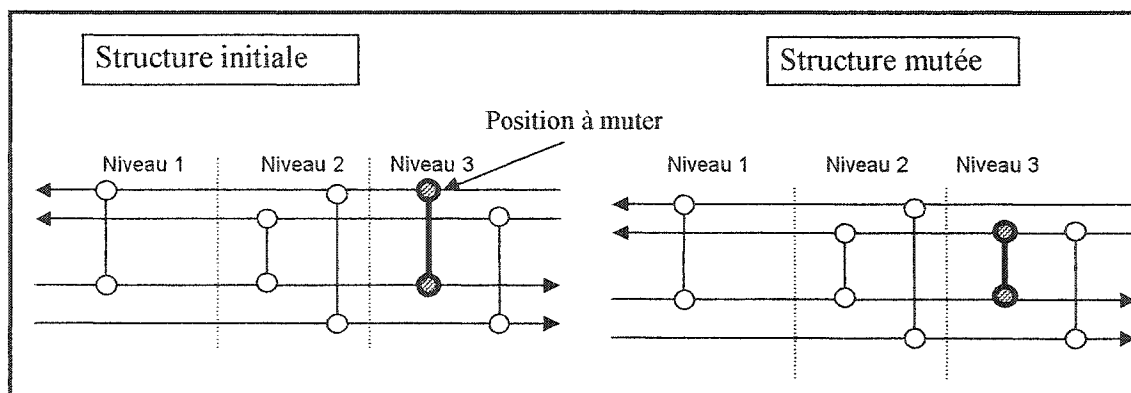 Structure initiale
Structure mutée
Position à muter
Niveau 1
Niveau 2
Niveau 3
Niveau 1
Niveau 2
Niveau 3